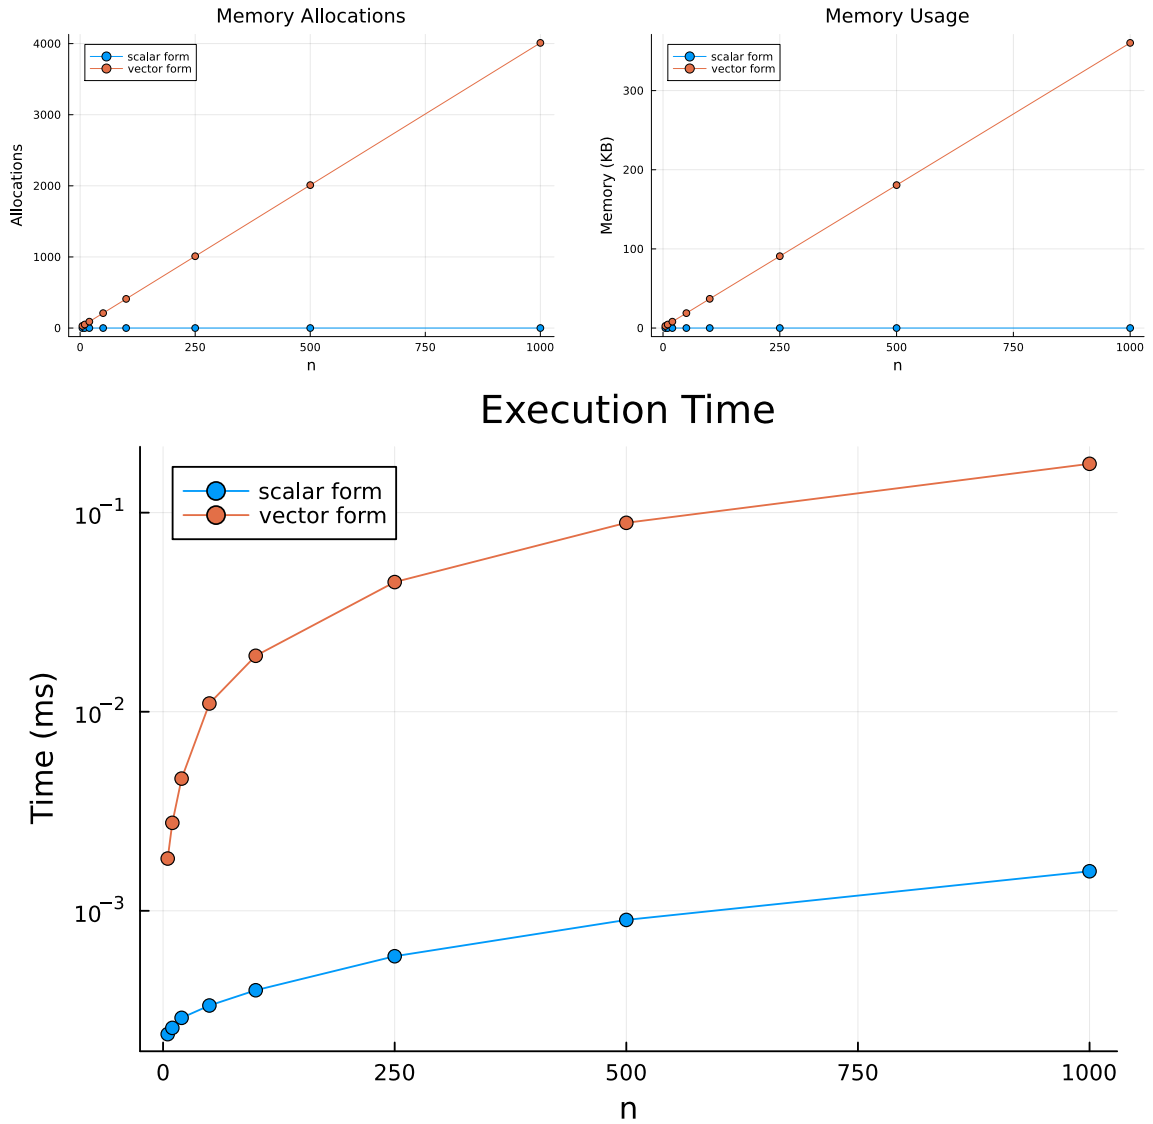 Memory Allocations
scalar form
vector form
Allocations
4000
3000
2000
1000
0
0 250 500 750 1000
n
Memory Usage
scalar form
vector form
Memory (KB)
300
200
100
0
0 250 500 750 1000
n
Execution Time
scalar form
vector form
Time (ms)
10⁻¹
10⁻²
10⁻³
0 250 500 750 1000
n